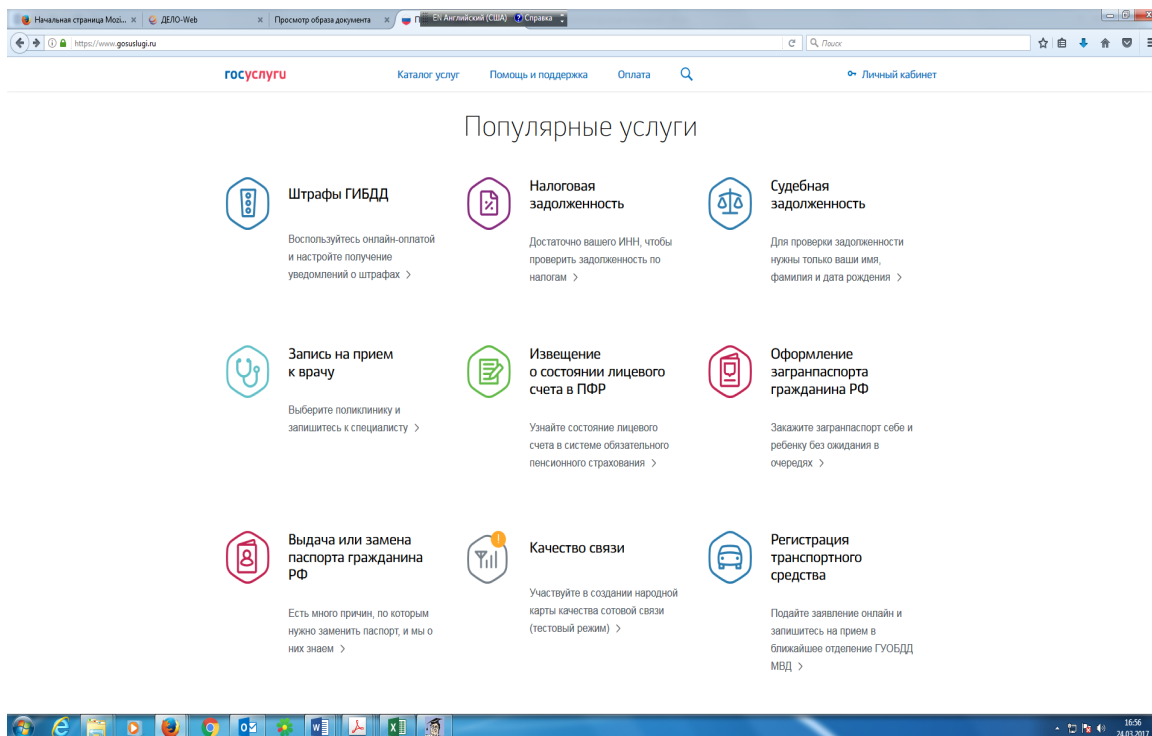 Начальная страница Mozi...
ДЕЛО-Web
Просмотр образа документа
EN Английский (США)
Справка
https://www.gosuslugi.ru
Поиск
госуслуги
Каталог услуг
Помощь и поддержка
Оплата
Личный кабинет
Популярные услуги
Штрафы ГИБДД
Воспользуйтесь онлайн-оплатой
и настройте получение
уведомлений о штрафах >
Налоговая
задолженность
Достаточно вашего ИНН, чтобы
проверить задолженность по
налогам >
Судебная
задолженность
Для проверки задолженности
нужны только ваши имя,
фамилия и дата рождения >
Запись на прием
к врачу
Выберите поликлинику и
запишитесь к специалисту >
Извещение
о состоянии лицевого
счета в ПФР
Узнайте состояние лицевого
счета в системе обязательного
пенсионного страхования >
Оформление
загранпаспорта
гражданина РФ
Закажите загранпаспорт себе и
ребенку без ожидания в
очередях >
Выдача или замена
паспорта гражданина
РФ
Есть много причин, по которым
нужно заменить паспорт, и мы о
них знаем >
Качество связи
Участвуйте в создании народной
карты качества сотовой связи
(тестовый режим) >
Регистрация
транспортного
средства
Подайте заявление онлайн и
запишитесь на прием в
ближайшее отделение ГУОБДД
МВД >
16:56
24.03.2017